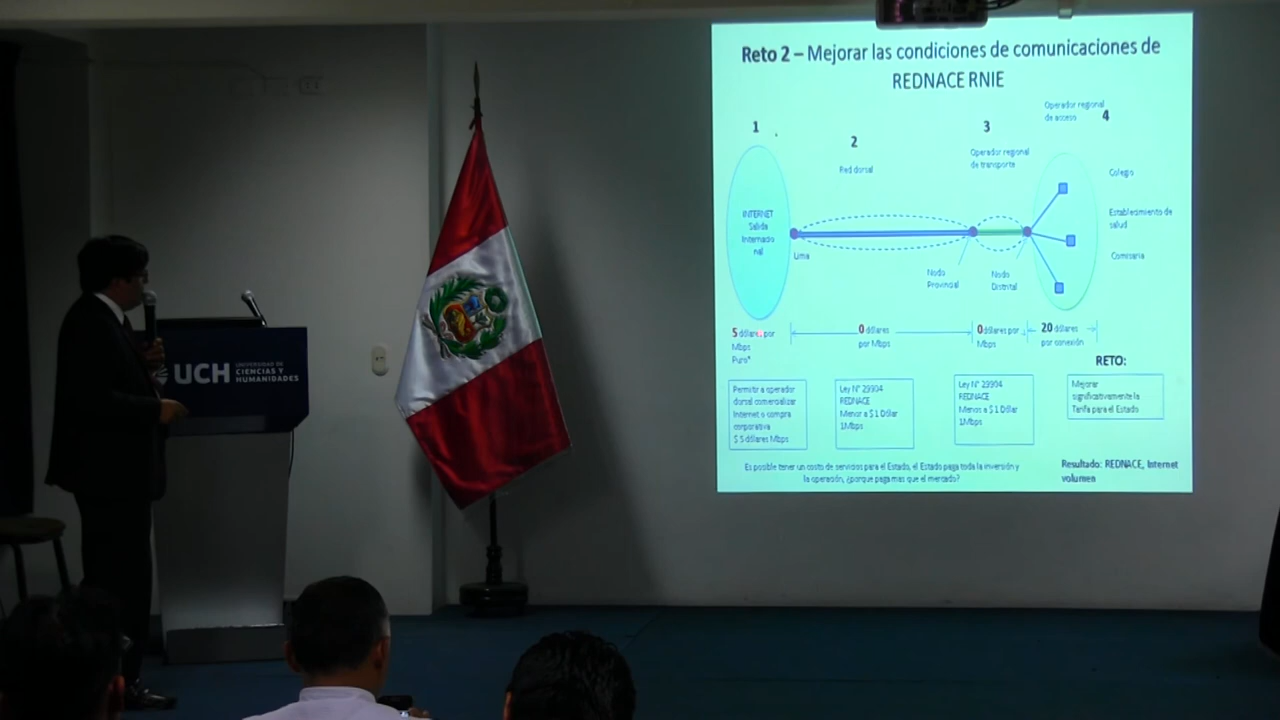 Reto 2 – Mejorar las condiciones de comunicaciones de
REDNACE RNIE
1
2
Red dorsal
3
Operador regional
de transporte
Operador regional
de acceso
4
INTERNET
Salida
Internacio
nal
Lima
Nodo
Provincial
Nodo
Distrital
Colegio
Establecimiento de
salud
Comisaria
5 dólares por
Mbps
Puro*
0 dólares
por Mbps
0 dólares por
Mbps
20 dólares
por conexión
RETO:
Permitir a operador
dorsal comercializar
Internet o compra
corporativa
$ 5 dólares Mbps
Ley N° 29904
REDNACE
Menor a $ 1 Dólar
1Mbps
Ley N° 29904
REDNACE
Menos a $ 1 Dólar
1Mbps
Mejorar
significativamente la
Tarifa para el Estado
Es posible tener un costo de servicios para el Estado, el Estado paga toda la inversión y
la operación, ¿porque paga mas que el mercado?
Resultado: REDNACE, Internet
volumen
UCH
UNIVERSIDAD DE
CIENCIAS Y
HUMANIDADES